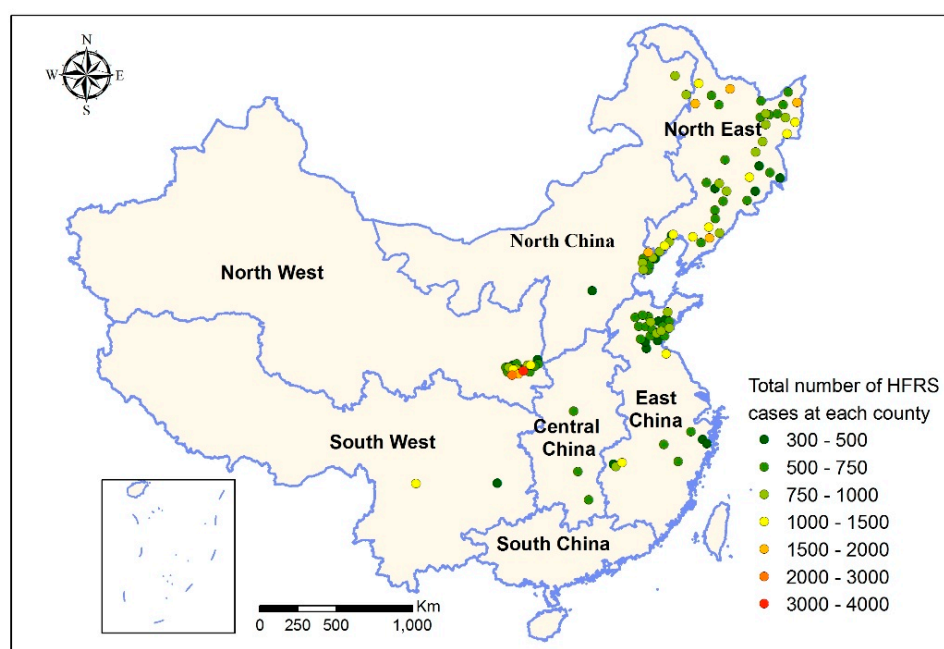 N
W
E
S
North East
North China
North West
East
China
Central
China
South West
South China
Total number of HFRS
cases at each county
300 - 500
500 - 750
750 - 1000
1000 - 1500
1500 - 2000
2000 - 3000
3000 - 4000
Km
0 250 500 1,000